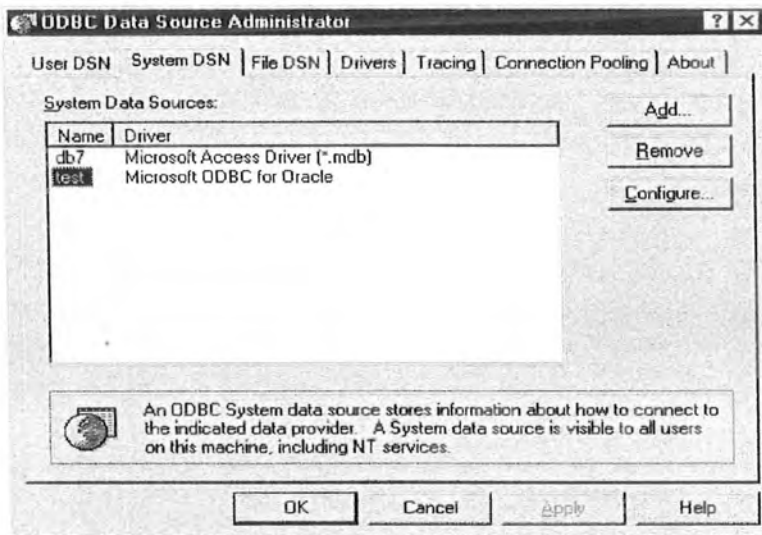 ODBC Data Source Administrator
User DSN System DSN File DSN Drivers Tracing Connection Pooling About
System Data Sources:
Name Driver
db7 Microsoft Access Driver (*.mdb)
test Microsoft ODBC for Oracle
Add...
Remove
Configure...
An ODBC System data source stores information about how to connect to
the indicated data provider. A System data source is visible to all users
on this machine, including NT services.
OK Cancel Apply Help